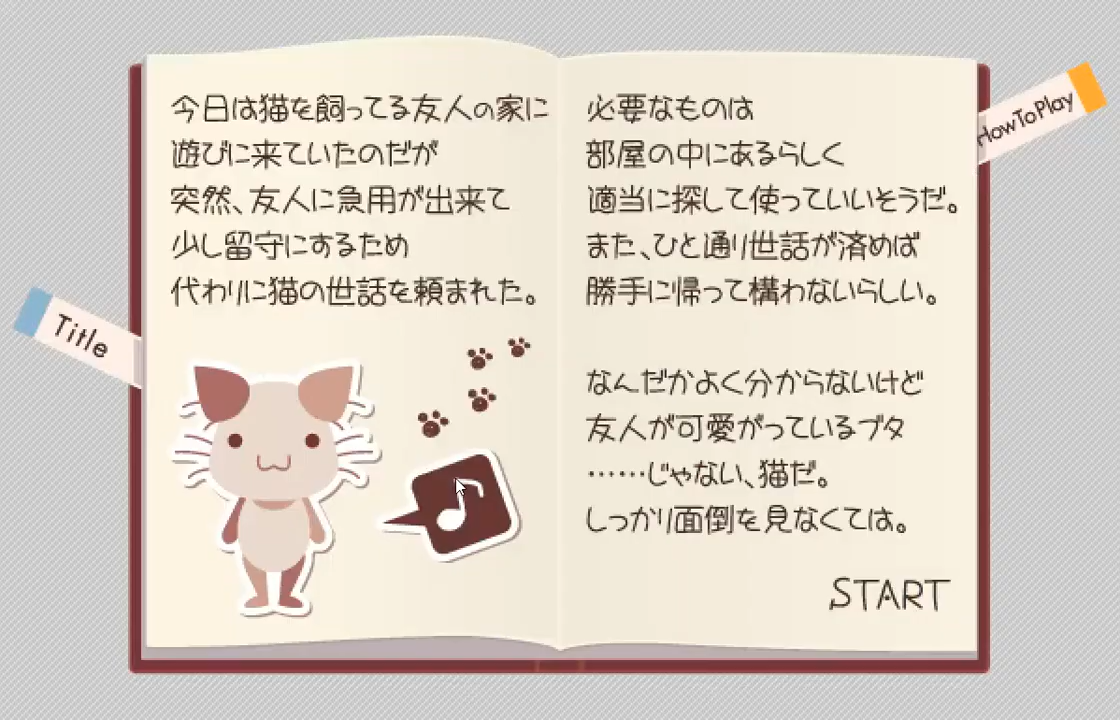 今日は猫を飼ってる友人の家に
遊びに来ていたのだが
突然、友人に急用が出来て
少し留守にするため
代わりに猫の世話を頼まれた。
Title
必要なものは
部屋の中にあるらしく
適当に探して使っていいそうだ。
また、ひと通り世話が済めば
勝手に帰って構わないらしい。
なんだかよく分からないけど
友人が可愛がっているブタ
……じゃない、猫だ。
しっかり面倒を見なくては。
START
HowToPlay